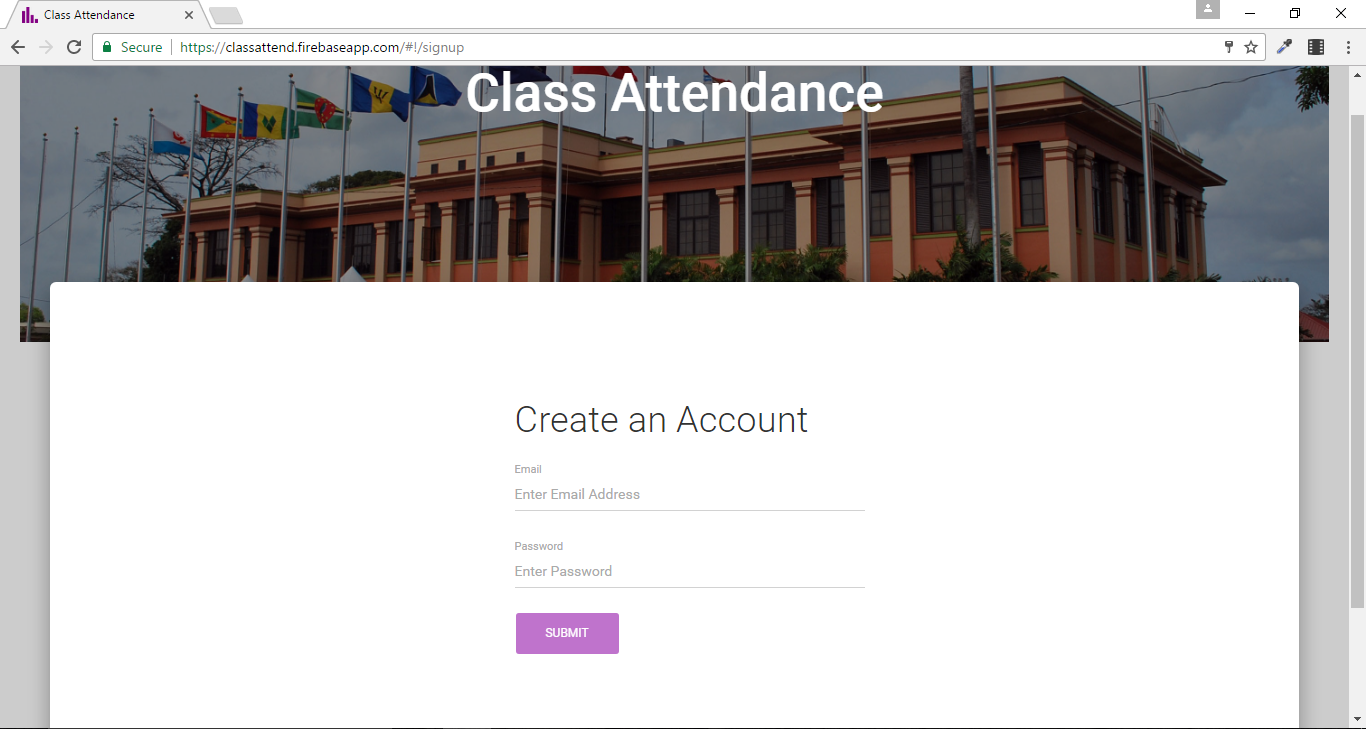 Class Attendance
Secure https://classattend.firebaseapp.com/#!/signup
Class Attendance
Create an Account
Email
Enter Email Address
Password
Enter Password
SUBMIT